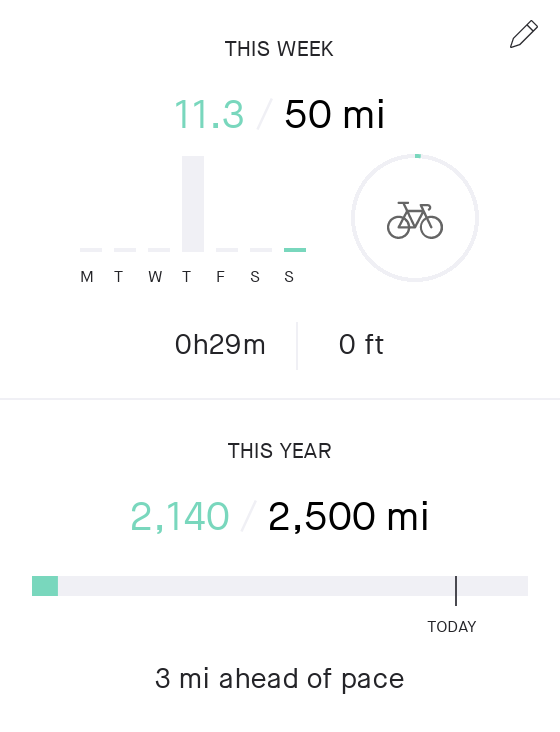 THIS WEEK
11.3 / 50 mi
M T W T F S S
0h29m 0 ft
THIS YEAR
2,140 / 2,500 mi
TODAY
3 mi ahead of pace